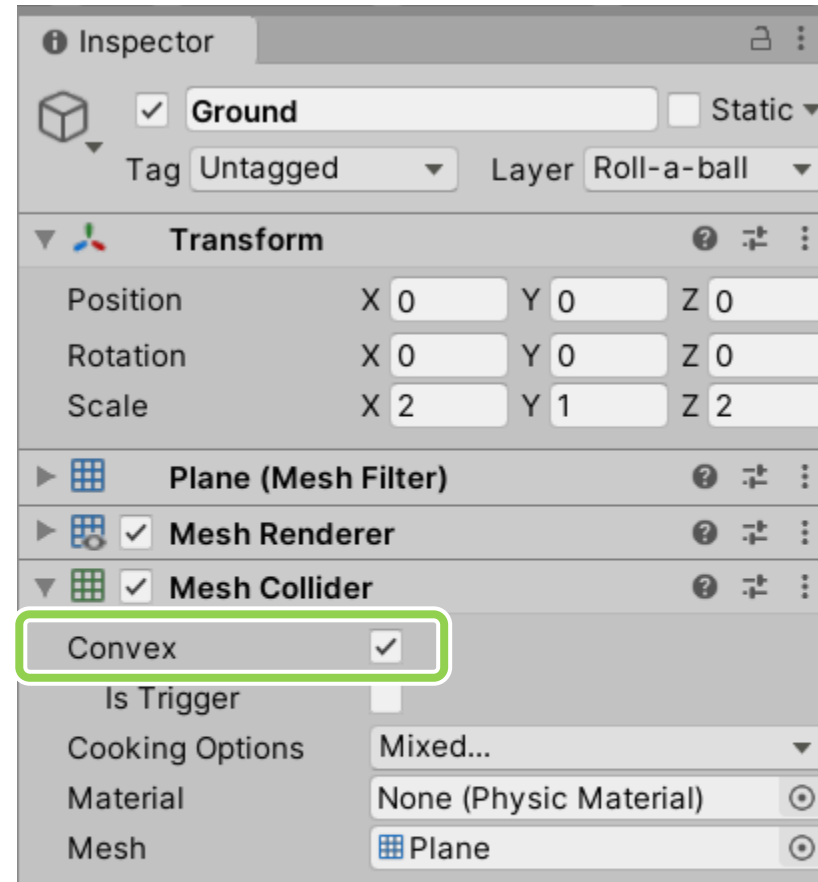 Inspector
Ground Static
Tag Untagged Layer Roll-a-ball
Transform
Position X 0 Y 0 Z 0
Rotation X 0 Y 0 Z 0
Scale X 2 Y 1 Z 2
Plane (Mesh Filter)
Mesh Renderer
Mesh Collider
Convex
Is Trigger
Cooking Options Mixed...
Material None (Physic Material)
Mesh Plane